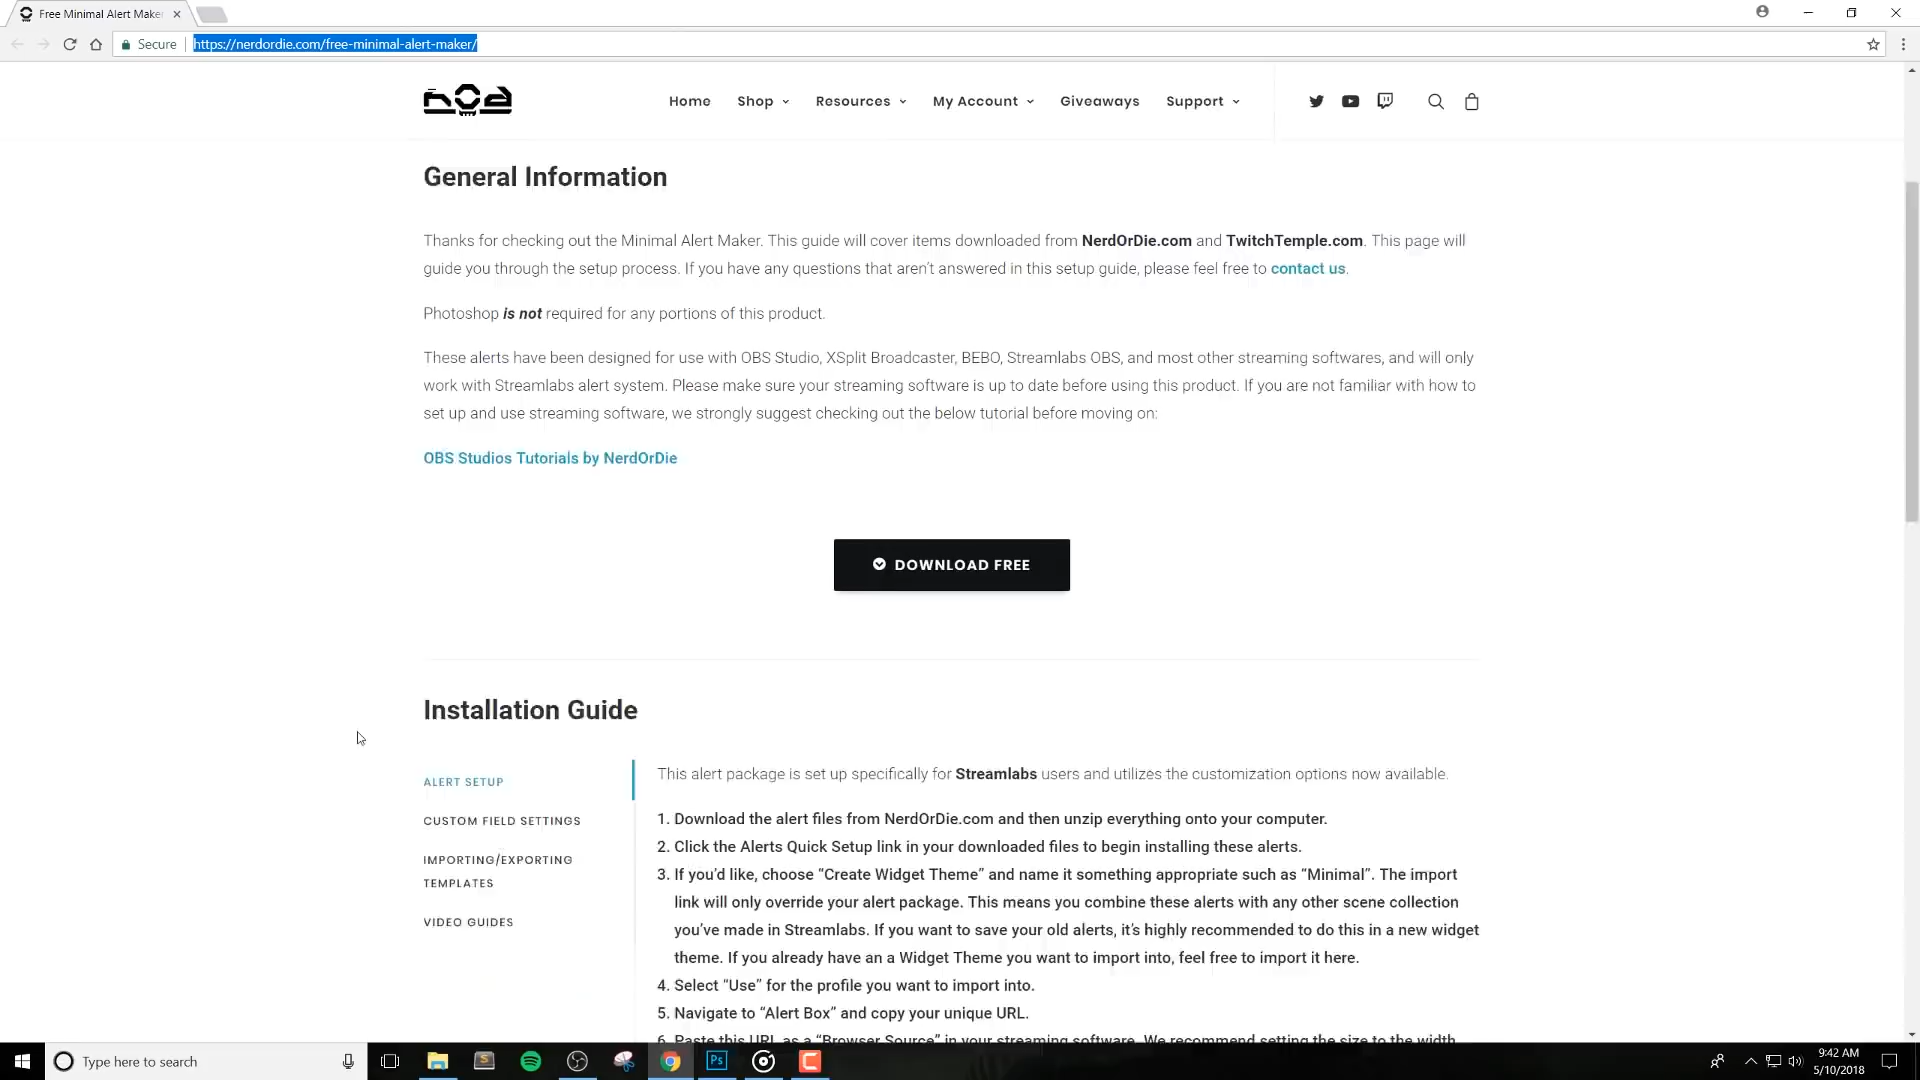 Free Minimal Alert Maker
Secure
https://nerdordie.com/free-minimal-alert-maker/
nOd
Home Shop Resources My Account Giveaways Support
General Information
Thanks for checking out the Minimal Alert Maker. This guide will cover items downloaded from NerdOrDie.com and TwitchTemple.com. This page will
guide you through the setup process. If you have any questions that aren't answered in this setup guide, please feel free to contact us.
Photoshop is not required for any portions of this product.
These alerts have been designed for use with OBS Studio, XSplit Broadcaster, BEBO, Streamlabs OBS, and most other streaming softwares, and will only
work with Streamlabs alert system. Please make sure your streaming software is up to date before using this product. If you are not familiar with how to
set up and use streaming software, we strongly suggest checking out the below tutorial before moving on:
OBS Studios Tutorials by NerdOrDie
DOWNLOAD FREE
Installation Guide
ALERT SETUP
CUSTOM FIELD SETTINGS
IMPORTING/EXPORTING
TEMPLATES
VIDEO GUIDES
This alert package is set up specifically for Streamlabs users and utilizes the customization options now available.
1. Download the alert files from NerdOrDie.com and then unzip everything onto your computer.
2. Click the Alerts Quick Setup link in your downloaded files to begin installing these alerts.
3. If you'd like, choose “Create Widget Theme” and name it something appropriate such as “Minimal”. The import
link will only override your alert package. This means you combine these alerts with any other scene collection
you've made in Streamlabs. If you want to save your old alerts, it's highly recommended to do this in a new widget
theme. If you already have an a Widget Theme you want to import into, feel free to import it here.
4. Select “Use” for the profile you want to import into.
5. Navigate to “Alert Box” and copy your unique URL.
6. Paste this URL as a “Browser Source” in your streaming software. We recommend setting the size to the width
Type here to search
Ps
9:42 AM
5/10/2018